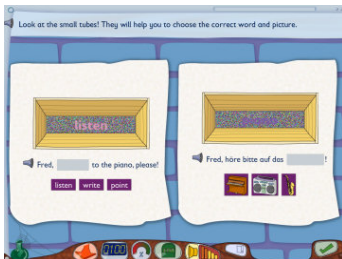 Look at the small tubes! They will help you to choose the correct word and picture.
listen
Fred, to the piano, please!
listen write point
Fred, höre bitte auf das !